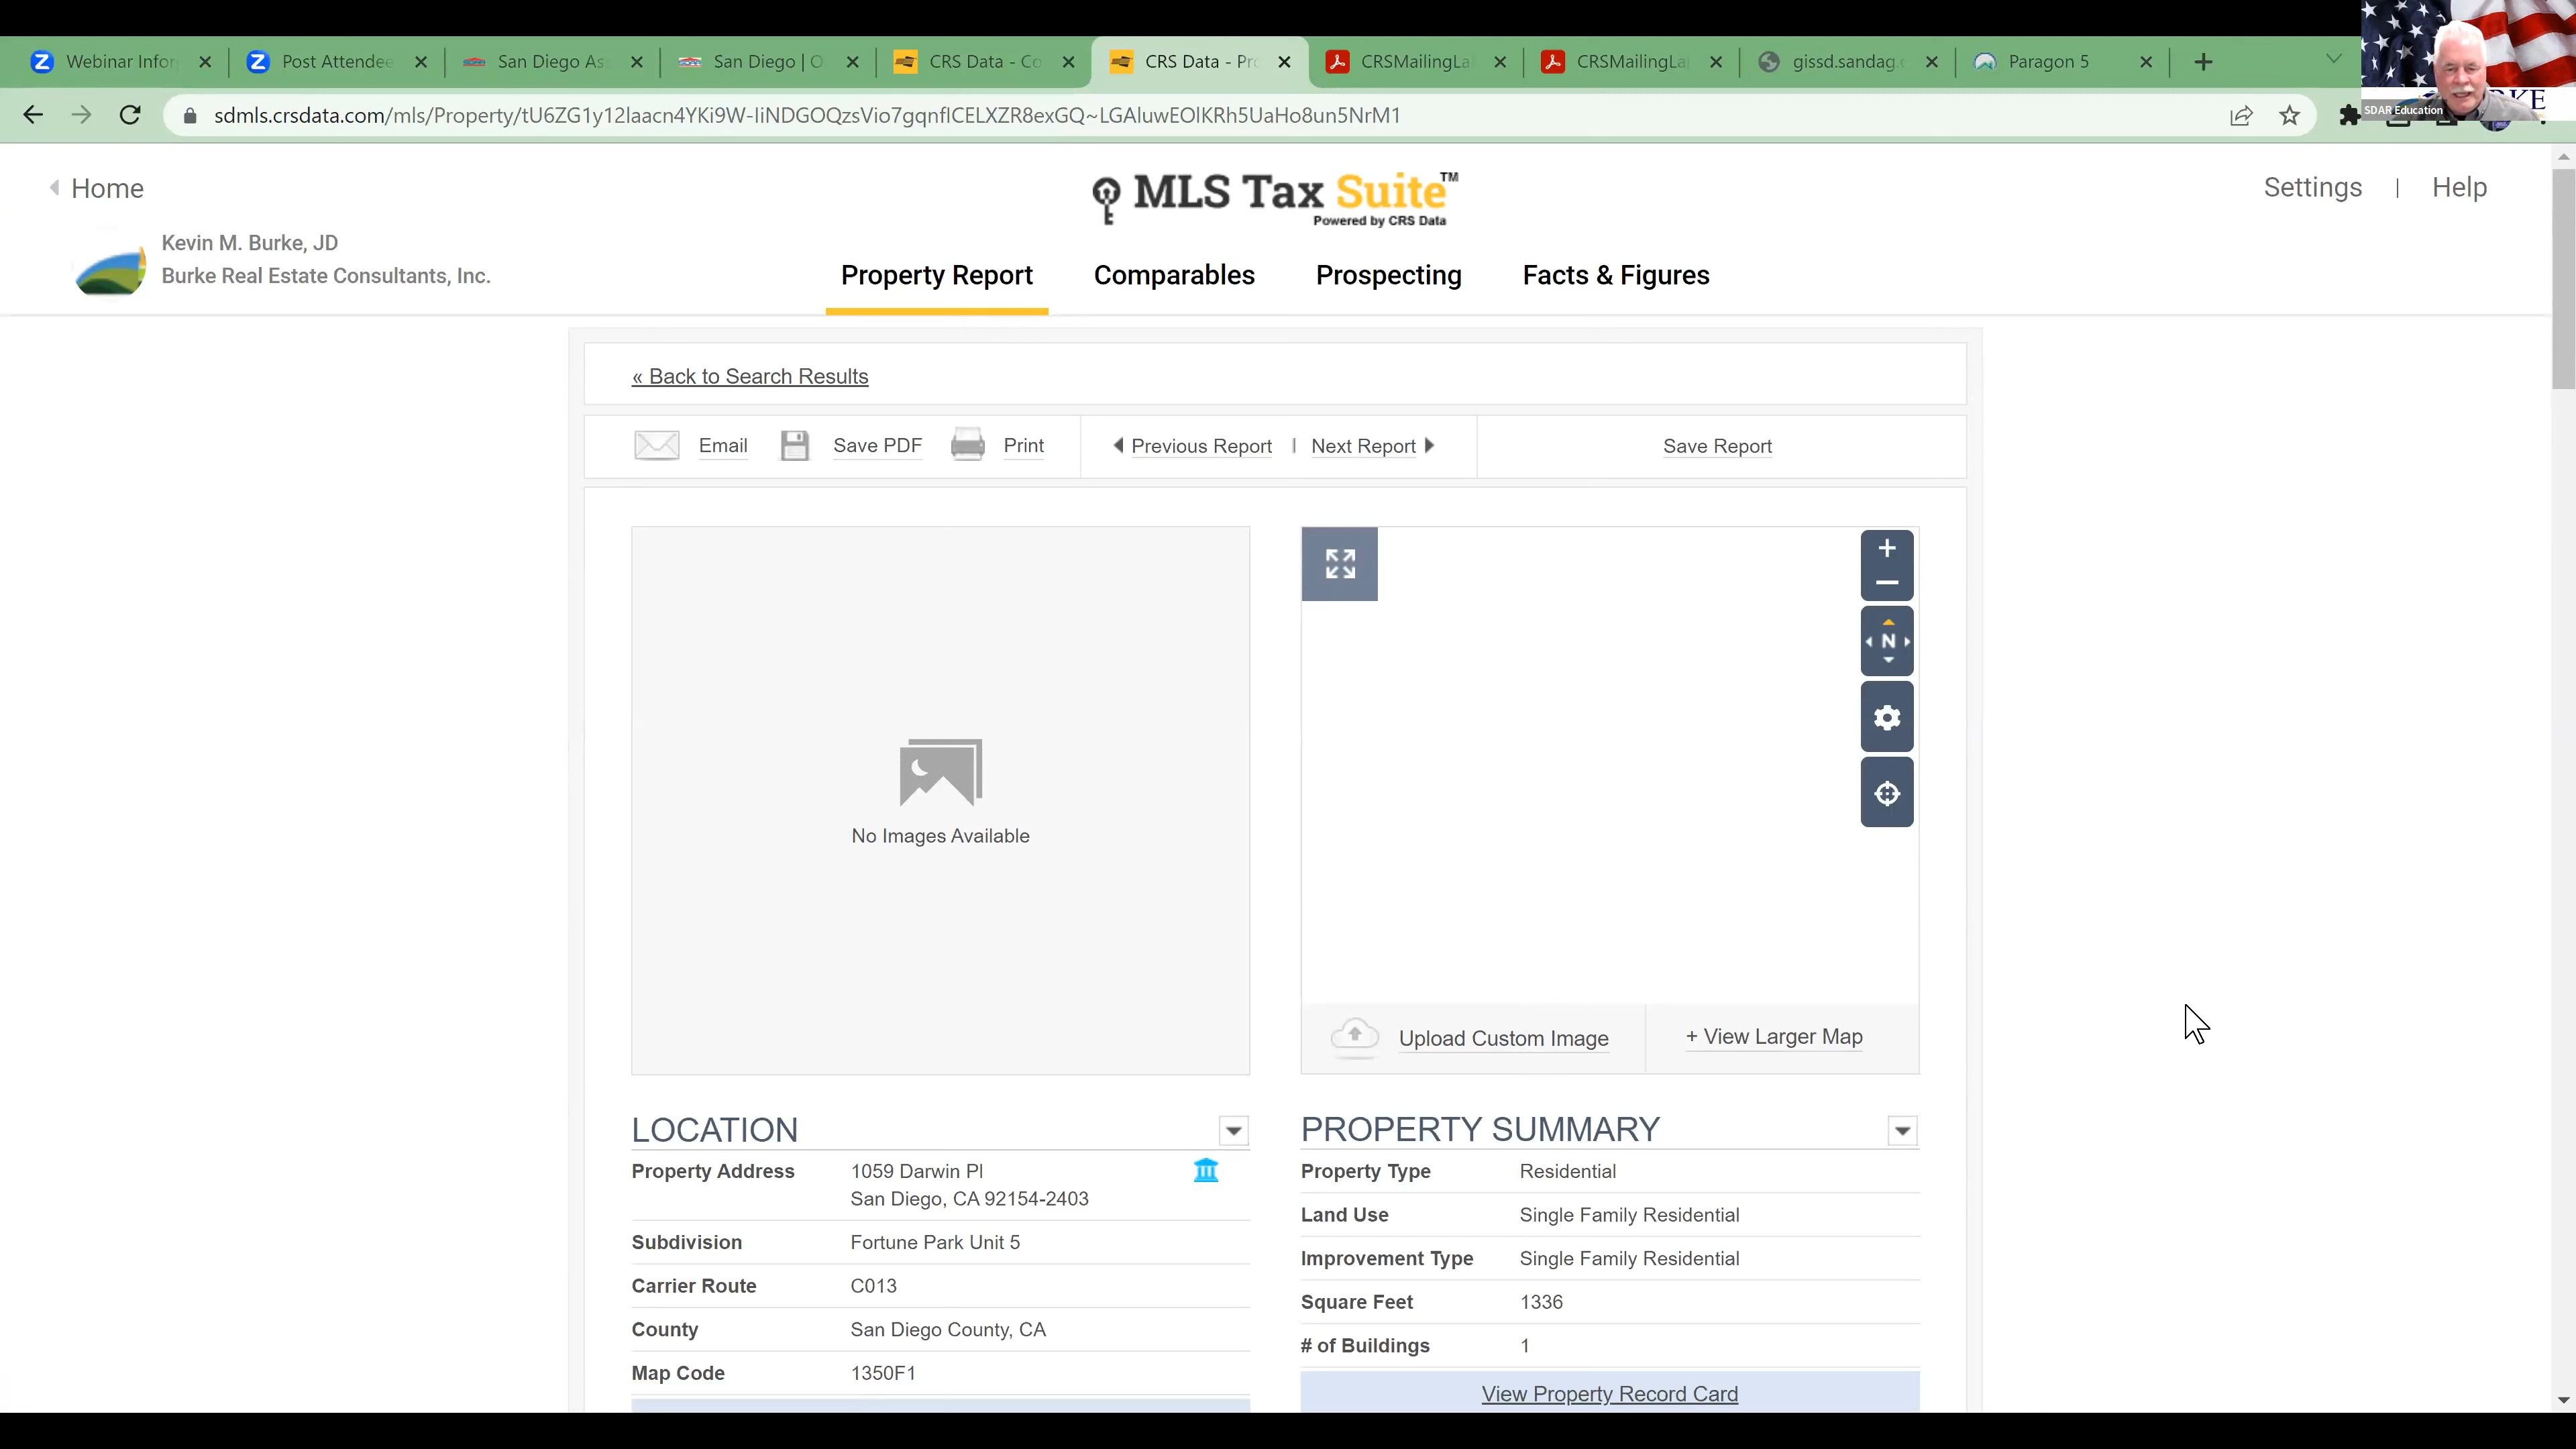 Webinar Infor
Post Attendee
San Diego As
San Diego | O
CRS Data - Co
CRS Data - Pro
CRSMailingLa
CRSMailingLa
gissd.sandag.
Paragon 5
SDAR Education
sdmls.crsdata.com/mls/Property/tU6ZG1y12laacn4YKi9W-IiNDGOQzsVio7gqnflCELXZR8exGQ~LGAluwEOlKRh5UaHo8un5NrM1
Home
MLS Tax Suite™
Powered by CRS Data
Settings | Help
Kevin M. Burke, JD
Burke Real Estate Consultants, Inc.
Property Report Comparables Prospecting Facts & Figures
« Back to Search Results
Email Save PDF Print Previous Report | Next Report Save Report
N
No Images Available
Upload Custom Image + View Larger Map
LOCATION
Property Address 1059 Darwin Pl
San Diego, CA 92154-2403
Subdivision Fortune Park Unit 5
Carrier Route C013
County San Diego County, CA
Map Code 1350F1
PROPERTY SUMMARY
Property Type Residential
Land Use Single Family Residential
Improvement Type Single Family Residential
Square Feet 1336
# of Buildings 1
View Property Record Card